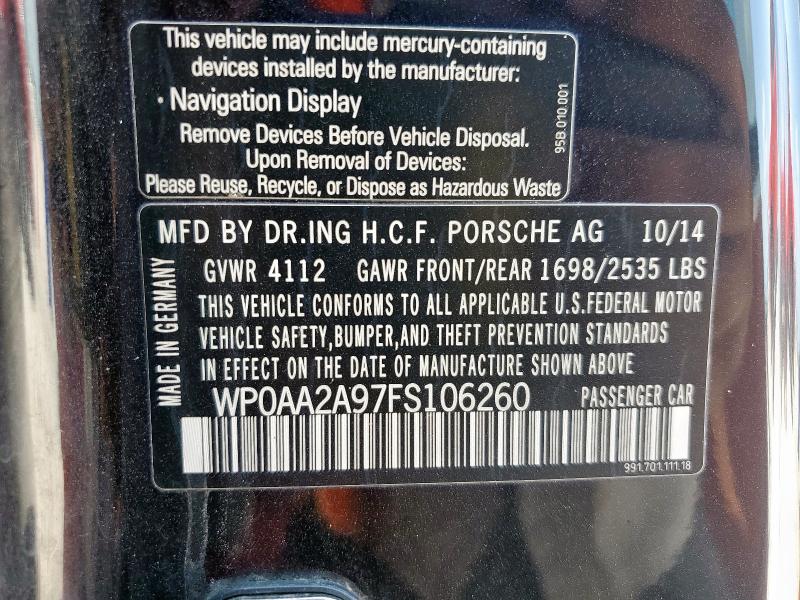 This vehicle may include mercury-containing
devices installed by the manufacturer:
· Navigation Display
Remove Devices Before Vehicle Disposal.
Upon Removal of Devices:
Please Reuse, Recycle, or Dispose as Hazardous Waste
95B.010.001
MFD BY DR.ING H.C.F. PORSCHE AG 10/14
GVWR 4112 GAWR FRONT/REAR 1698/2535 LBS
THIS VEHICLE CONFORMS TO ALL APPLICABLE U.S.FEDERAL MOTOR
VEHICLE SAFETY,BUMPER,AND THEFT PREVENTION STANDARDS
IN EFFECT ON THE DATE OF MANUFACTURE SHOWN ABOVE
MADE IN GERMANY
WP0AA2A97FS106260 PASSENGER CAR
991.701.111.18